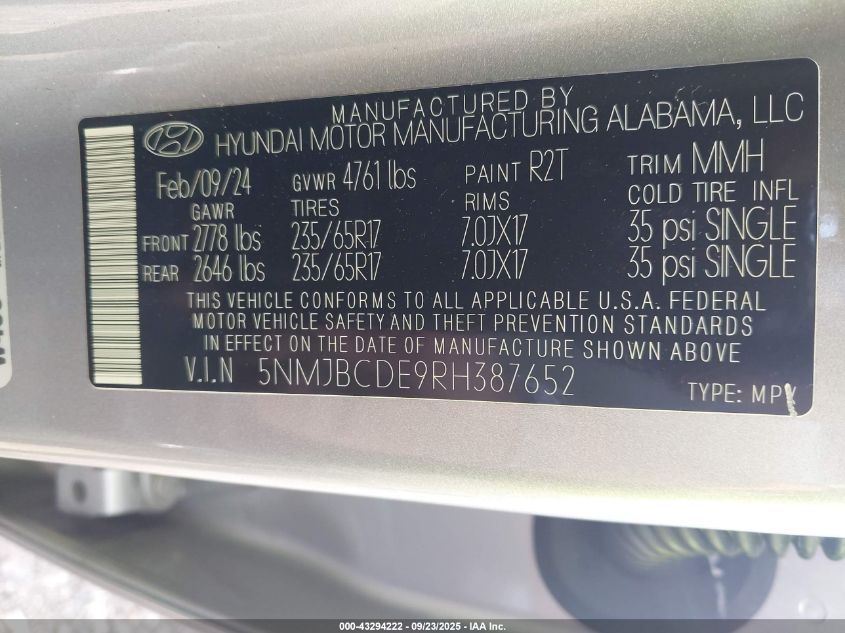 MANUFACTURED BY
HYUNDAI MOTOR MANUFACTURING ALABAMA, LLC
Feb/09/24 GVWR 4761 lbs PAINT R2T TRIM MMH
GAWR TIRES RIMS COLD TIRE INFL
FRONT 2778 lbs 235/65R17 7.0JX17 35 psi SINGLE
REAR 2646 lbs 235/65R17 7.0JX17 35 psi SINGLE
THIS VEHICLE CONFORMS TO ALL APPLICABLE U.S.A. FEDERAL
MOTOR VEHICLE SAFETY AND THEFT PREVENTION STANDARDS
IN EFFECT ON THE DATE OF MANUFACTURE SHOWN ABOVE
V.I.N 5NMJBCDE9RH387652
TYPE: MPV
000-43294222 - 09/23/2025 - IAA Inc.